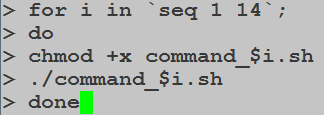 > for i in `seq 1 14`;
> do
> chmod +x command_$i.sh
> ./command_$i.sh
> done